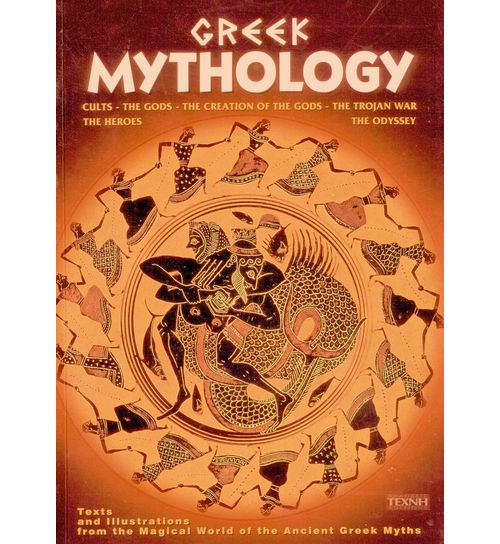 GREEK
MYTHOLOGY
CULTS - THE GODS - THE CREATION OF THE GODS - THE TROJAN WAR
THE HEROES THE ODYSSEY
ΤΕΧΝΗ
Texts
and Illustrations
from the Magical World of the Ancient Greek Myths